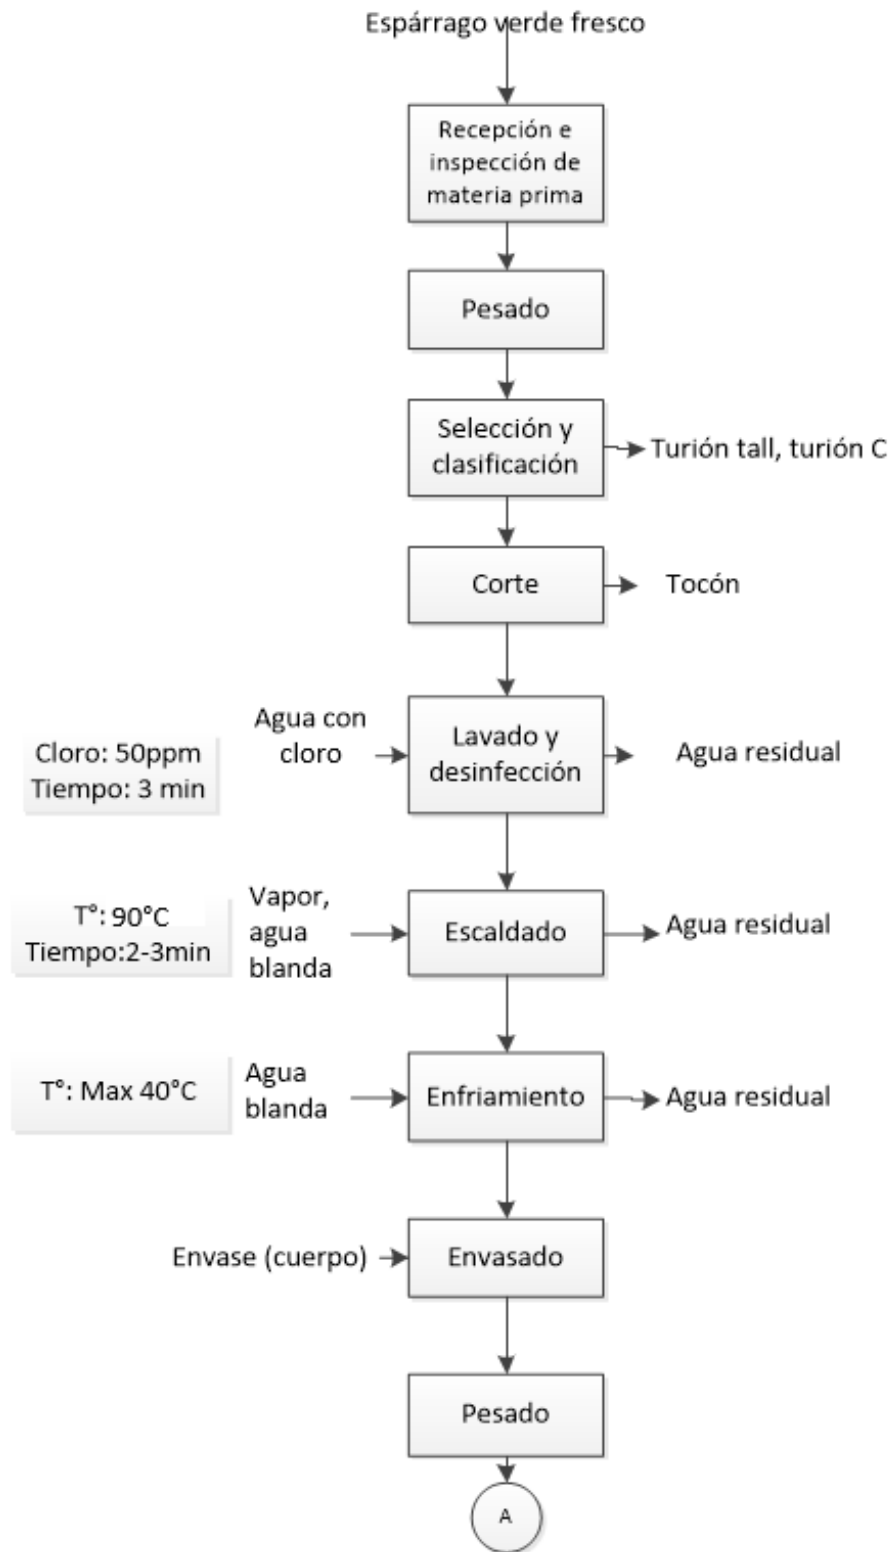 Espárrago verde fresco
Recepción e
inspección de
materia prima
Pesado
Selección y
clasificación
Turión tall, turión C
Corte
Tocón
Cloro: 50ppm
Tiempo: 3 min
Agua con
cloro
Lavado y
desinfección
Agua residual
T°: 90°C
Tiempo:2-3min
Vapor,
agua
blanda
Escaldado
Agua residual
T°: Max 40°C
Agua
blanda
Enfriamiento
Agua residual
Envase (cuerpo)
Envasado
Pesado
A